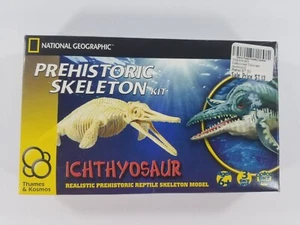 NATIONAL GEOGRAPHIC
PREHISTORIC
SKELETON KIT
ICHTHYOSAUR
REALISTIC PREHISTORIC REPTILE SKELETON MODEL
Thames
& Kosmos